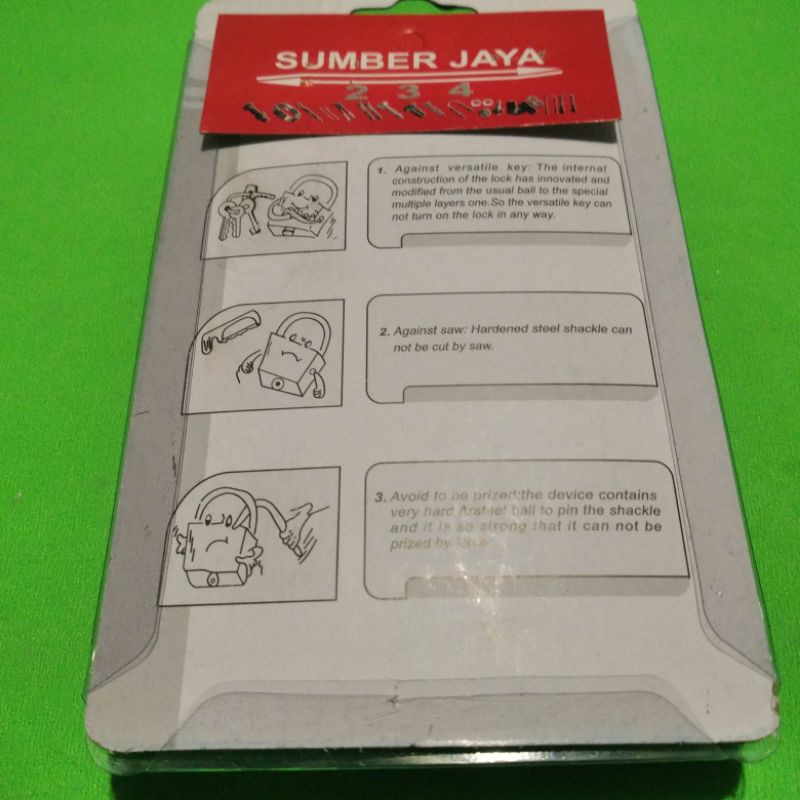 SUMBER JAYA
2 3 4
1. Against versatile key: The internal
construction of the lock has innovated and
modified from the usual ball to the special
multiple layers one.So the versatile key can
not turn on the lock in any way.
2. Against saw: Hardened steel shackle can
not be cut by saw.
3. Avoid to be prized:the device contains
very hard ball to pin the shackle
and it is so strong that it can not be
prized by